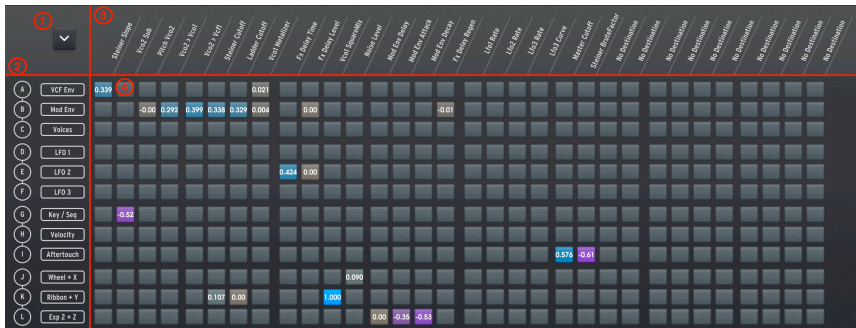 1
3
Steiner Slope
Vco2 Sub
Pitch Vco2
Vco2 > Vco1
Vco2 > Vcf1
Steiner Cutoff
Ladder Cutoff
Vco1 Metalizer
Fx Delay Time
Fx Delay Level
Vco1 SquareMix
Noise Level
Mod Env Delay
Mod Env Attack
Mod Env Decay
Fx Delay Regen
Lfo1 Rate
Lfo2 Rate
Lfo3 Rate
Lfo3 Curve
Master Cutoff
Steiner BruteFactor
No Destination
No Destination
No Destination
No Destination
No Destination
No Destination
No Destination
No Destination
No Destination
No Destination
2
A VCF Env 0.339 0.021
B Mod Env -0.00 0.292 0.399 0.338 0.329 0.004 0.00 -0.01
C Voices
D LFO 1
E LFO 2 0.424 0.00
F LFO 3
G Key / Seq -0.52
H Velocity
I Aftertouch 0.576 -0.61
J Wheel + X 0.090
K Ribbon + Y 0.107 0.00 1.000
L Exp 2 + Z 0.00 -0.35 -0.53